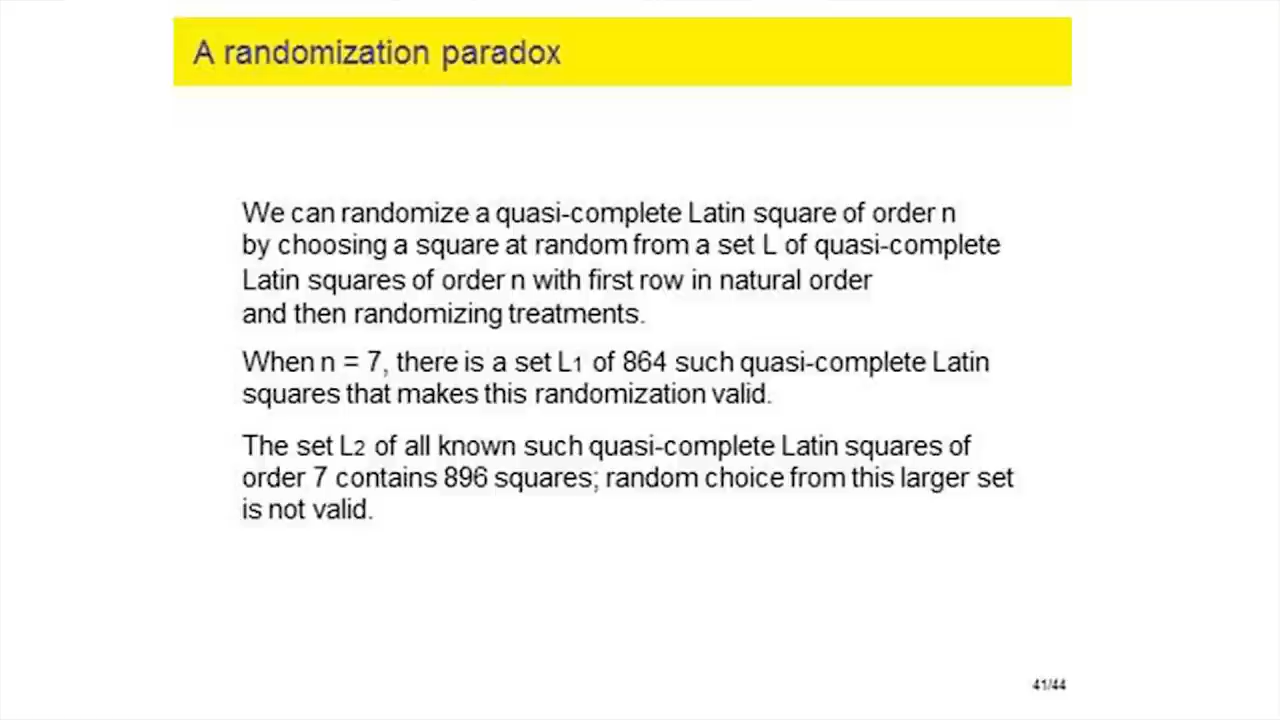 A randomization paradox
We can randomize a quasi-complete Latin square of order n
by choosing a square at random from a set L of quasi-complete
Latin squares of order n with first row in natural order
and then randomizing treatments.
When n = 7, there is a set L1 of 864 such quasi-complete Latin
squares that makes this randomization valid.
The set L2 of all known such quasi-complete Latin squares of
order 7 contains 896 squares; random choice from this larger set
is not valid.
41/44